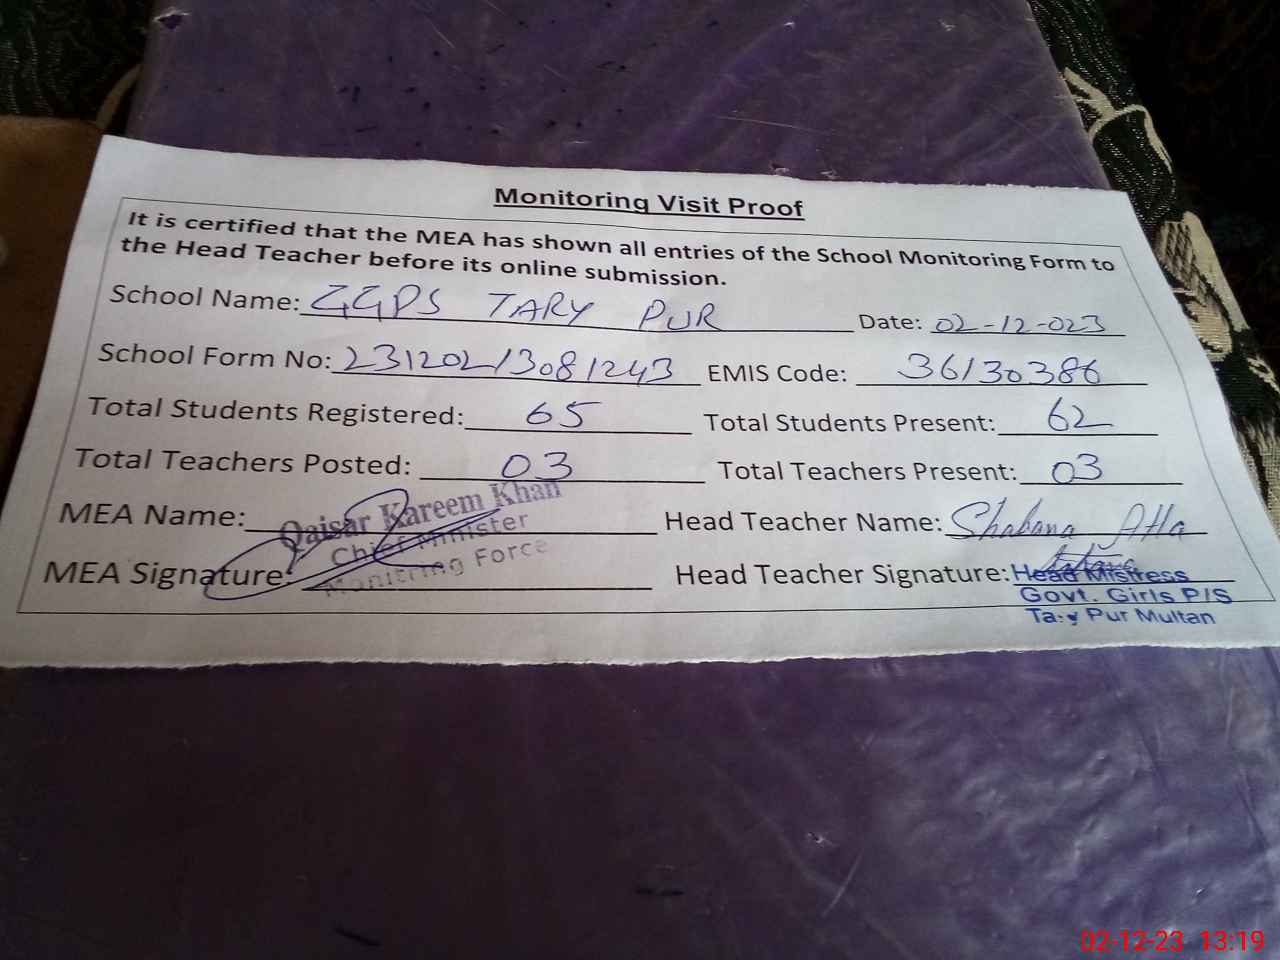 Monitoring Visit Proof
It is certified that the MEA has shown all entries of the School Monitoring Form to
the Head Teacher before its online submission.
School Name: GGPS TARY PUR Date: 02-12-023
School Form No: 23120213081243 EMIS Code: 36130386
Total Students Registered: 65 Total Students Present: 62
Total Teachers Posted: 03 Total Teachers Present: 03
MEA Name: Qaisar Kareem Khan Head Teacher Name: Shabana Atta
Chief Minister
MEA Signature: Monitring Force Head Teacher Signature: Head Mistress
Govt. Girls P/S
Tary Pur Multan
02-12-23 13:19